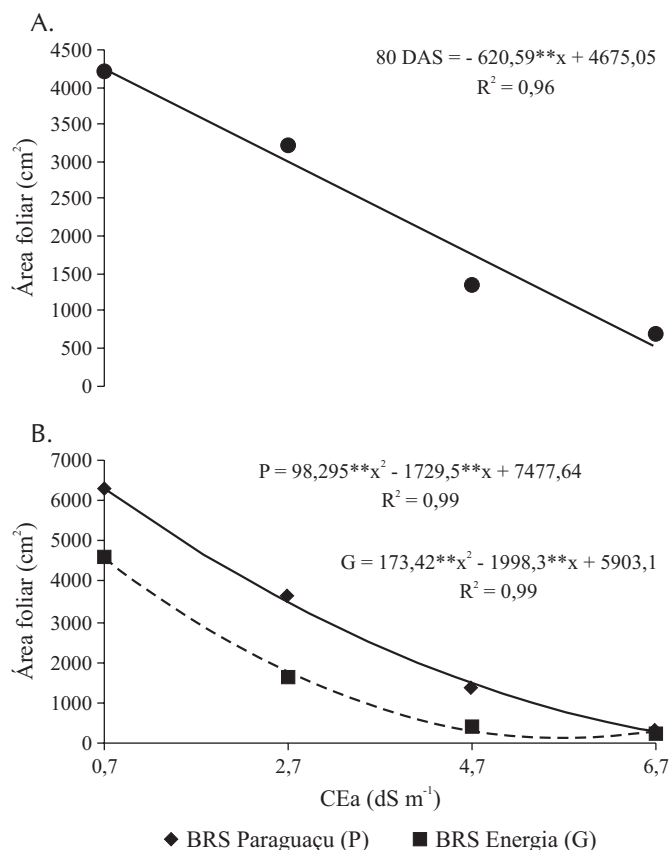 A.
4500
80 DAS = - 620,59**x + 4675,05
4000
R² = 0,96
3500
3000
2500
2000
1500
1000
500
0
Área foliar (cm²)
B.
7000
P = 98,295**x² - 1729,5**x + 7477,64
6000
R² = 0,99
5000
G = 173,42**x² - 1998,3**x + 5903,1
4000
R² = 0,99
3000
2000
1000
0
Área foliar (cm²)
0,7 2,7 4,7 6,7
CEa (dS m⁻¹)
BRS Paraguaçu (P) BRS Energia (G)